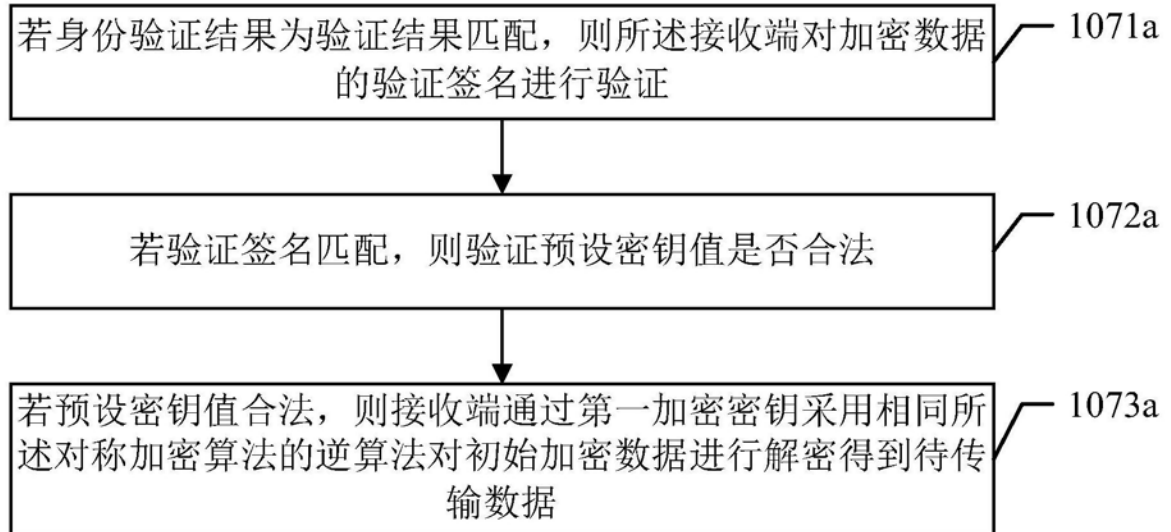 若身份验证结果为验证结果匹配，则所述接收端对加密数据
的验证签名进行验证
1071a
若验证签名匹配，则验证预设密钥值是否合法
1072a
若预设密钥值合法，则接收端通过第一加密密钥采用相同所
述对称加密算法的逆算法对初始加密数据进行解密得到待传
输数据
1073a